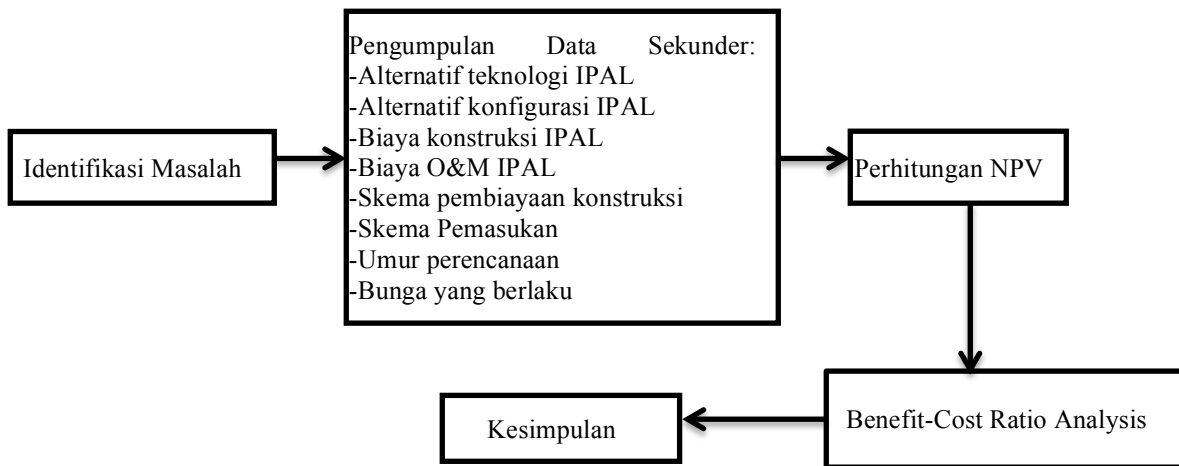 Identifikasi Masalah
Pengumpulan Data Sekunder:
-Alternatif teknologi IPAL
-Alternatif konfigurasi IPAL
-Biaya konstruksi IPAL
-Biaya O&M IPAL
-Skema pembiayaan konstruksi
-Skema Pemasukan
-Umur perencanaan
-Bunga yang berlaku
Perhitungan NPV
Benefit-Cost Ratio Analysis
Kesimpulan